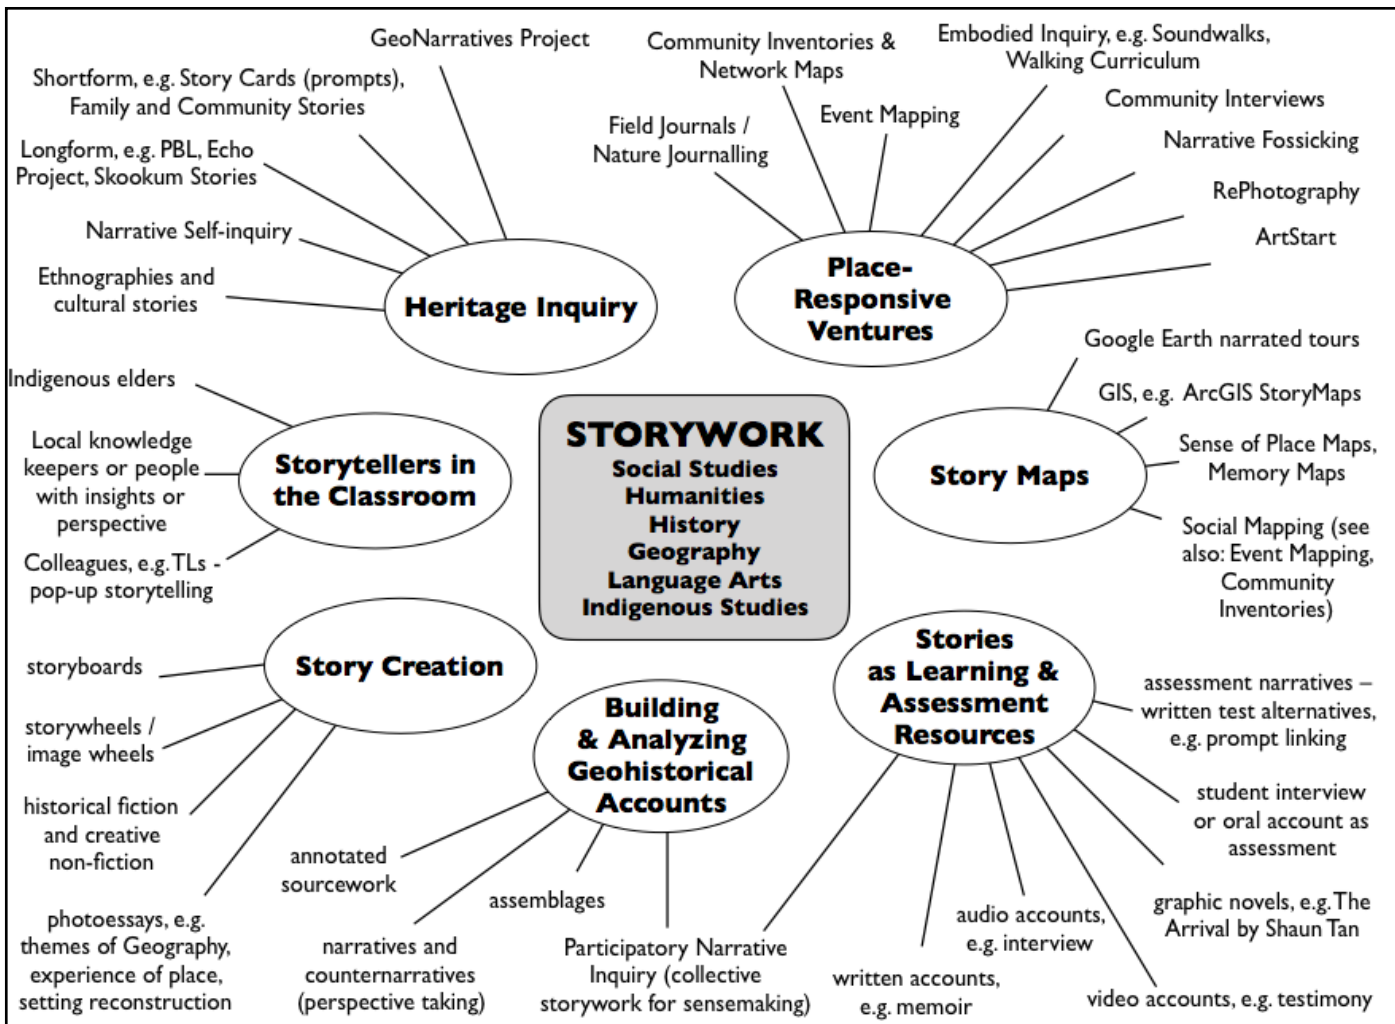 GeoNarratives Project
Shortform, e.g. Story Cards (prompts),
Family and Community Stories
Longform, e.g. PBL, Echo
Project, Skookum Stories
Narrative Self-inquiry
Ethnographies and
cultural stories
Heritage Inquiry
Community Inventories &
Network Maps
Embodied Inquiry, e.g. Soundwalks,
Walking Curriculum
Field Journals /
Nature Journalling
Event Mapping
Community Interviews
Narrative Fossicking
RePhotography
ArtStart
Place-
Responsive
Ventures
Indigenous elders
Local knowledge
keepers or people
with insights or
perspective
Colleagues, e.g. TLs -
pop-up storytelling
Storytellers in
the Classroom
STORYWORK
Social Studies
Humanities
History
Geography
Language Arts
Indigenous Studies
Story Maps
Google Earth narrated tours
GIS, e.g. ArcGIS StoryMaps
Sense of Place Maps,
Memory Maps
Social Mapping (see
also: Event Mapping,
Community
Inventories)
Story Creation
storyboards
storywheels /
image wheels
historical fiction
and creative
non-fiction
photoessays, e.g.
themes of Geography,
experience of place,
setting reconstruction
Building
& Analyzing
Geohistorical
Accounts
annotated
sourcework
narratives and
counternarratives
(perspective taking)
assemblages
Participatory Narrative
Inquiry (collective
storywork for sensemaking)
Stories
as Learning &
Assessment
Resources
assessment narratives –
written test alternatives,
e.g. prompt linking
student interview
or oral account as
assessment
graphic novels, e.g. The
Arrival by Shaun Tan
audio accounts,
e.g. interview
written accounts,
e.g. memoir
video accounts, e.g. testimony